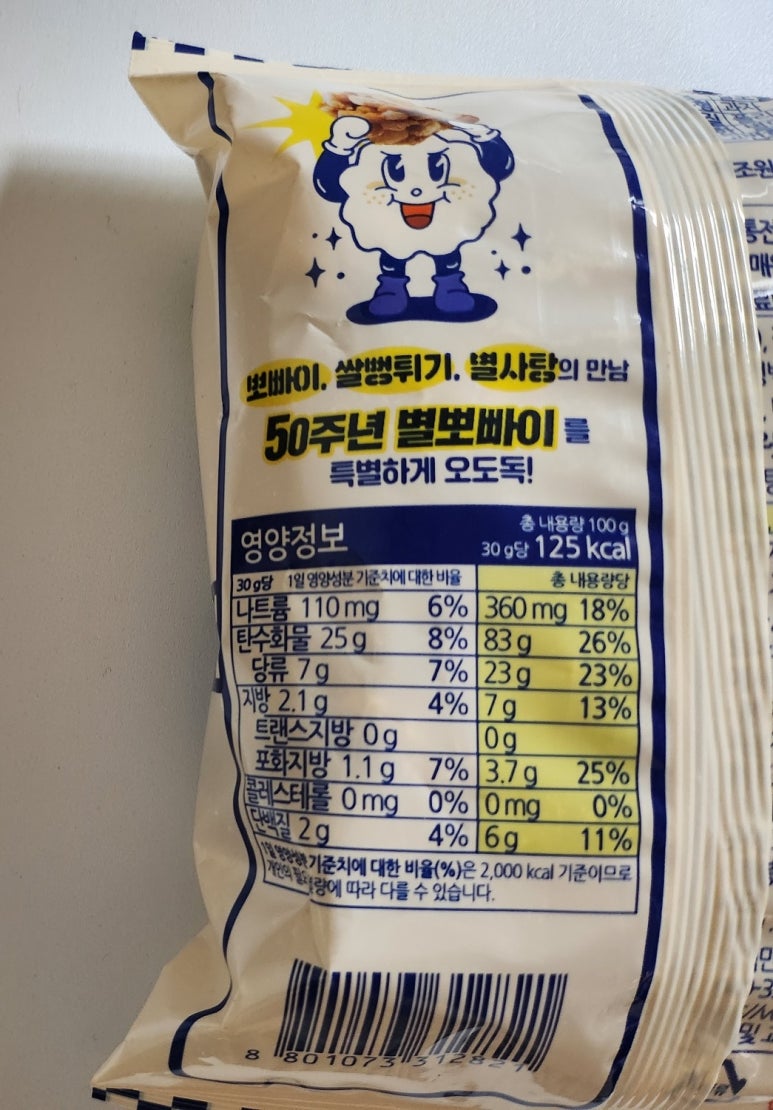 뽀빠이. 쌀뻥튀기. 별사탕의 만남
50주년 별뽀빠이를
특별하게 오도독!
영양정보
총 내용량 100 g
30 g당 125 kcal
30 g당 1일 영양성분 기준치에 대한 비율 총 내용량당
나트륨 110 mg 6% 360 mg 18%
탄수화물 25 g 8% 83 g 26%
당류 7 g 7% 23 g 23%
지방 2.1 g 4% 7 g 13%
트랜스지방 0 g 0 g
포화지방 1.1 g 7% 3.7 g 25%
콜레스테롤 0 mg 0% 0 mg 0%
단백질 2 g 4% 6 g 11%
1일 영양성분 기준치에 대한 비율(%)은 2,000 kcal 기준이므로
개인의 필요 열량에 따라 다를 수 있습니다.
8 801073 312821
조원